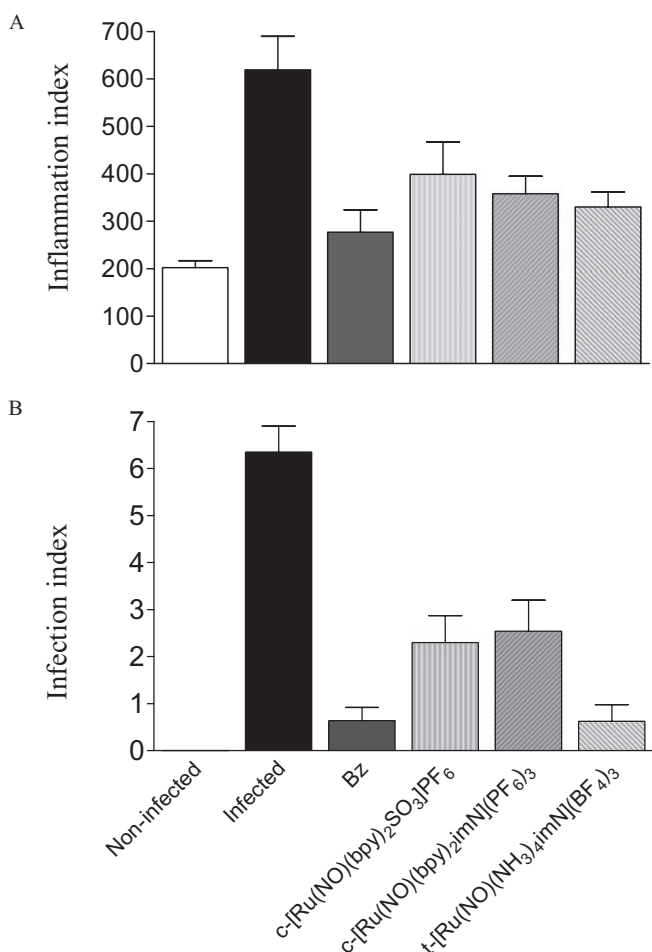 A
Inflammation index
700
600
500
400
300
200
100
0
B
Infection index
7
6
5
4
3
2
1
0
Non-infected
Infected
Bz
c-[Ru(NO)(bpy)₂SO₃]PF₆
c-[Ru(NO)(bpy)₂imN](PF₆)₃
t-[Ru(NO)(NH₃)₄imN](BF₄)₃